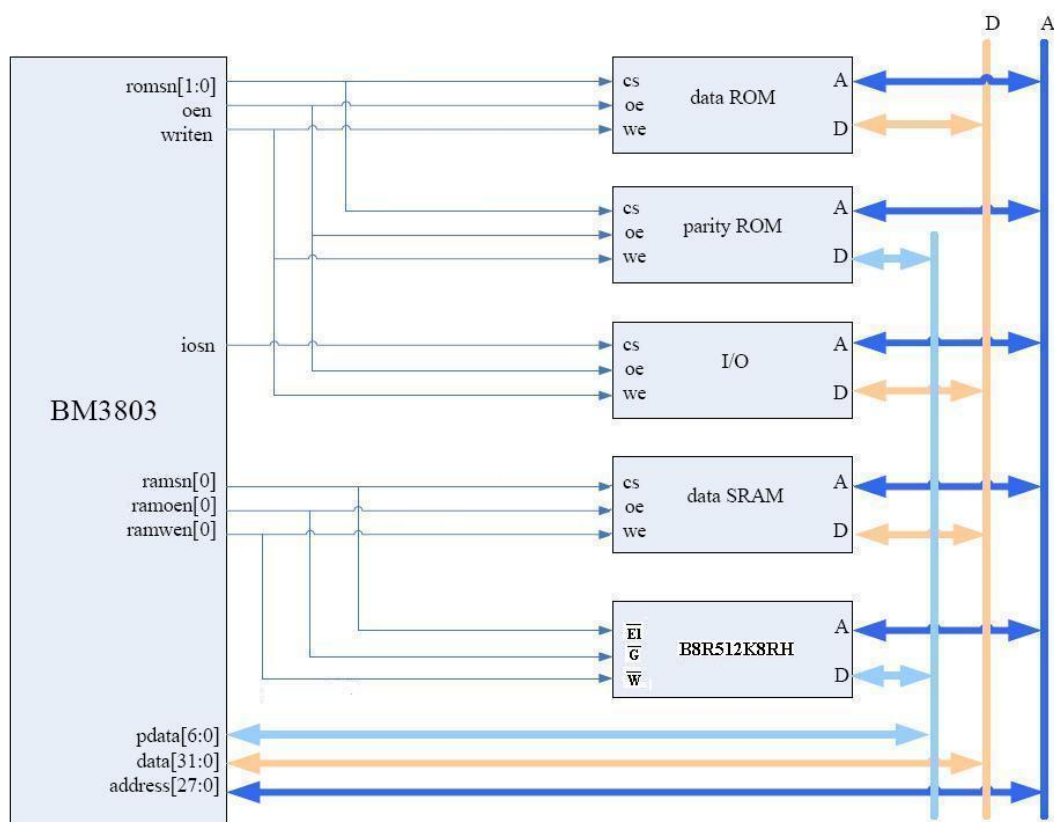 D A
romsn[1:0]
oen
writen
cs
oe
we
data ROM
A
D
cs
oe
we
parity ROM
A
D
iosn
cs
oe
we
I/O
A
D
BM3803
ramsn[0]
ramoen[0]
ramwen[0]
cs
oe
we
data SRAM
A
D
E1
G
W
B8R512K8RH
A
D
pdata[6:0]
data[31:0]
address[27:0]